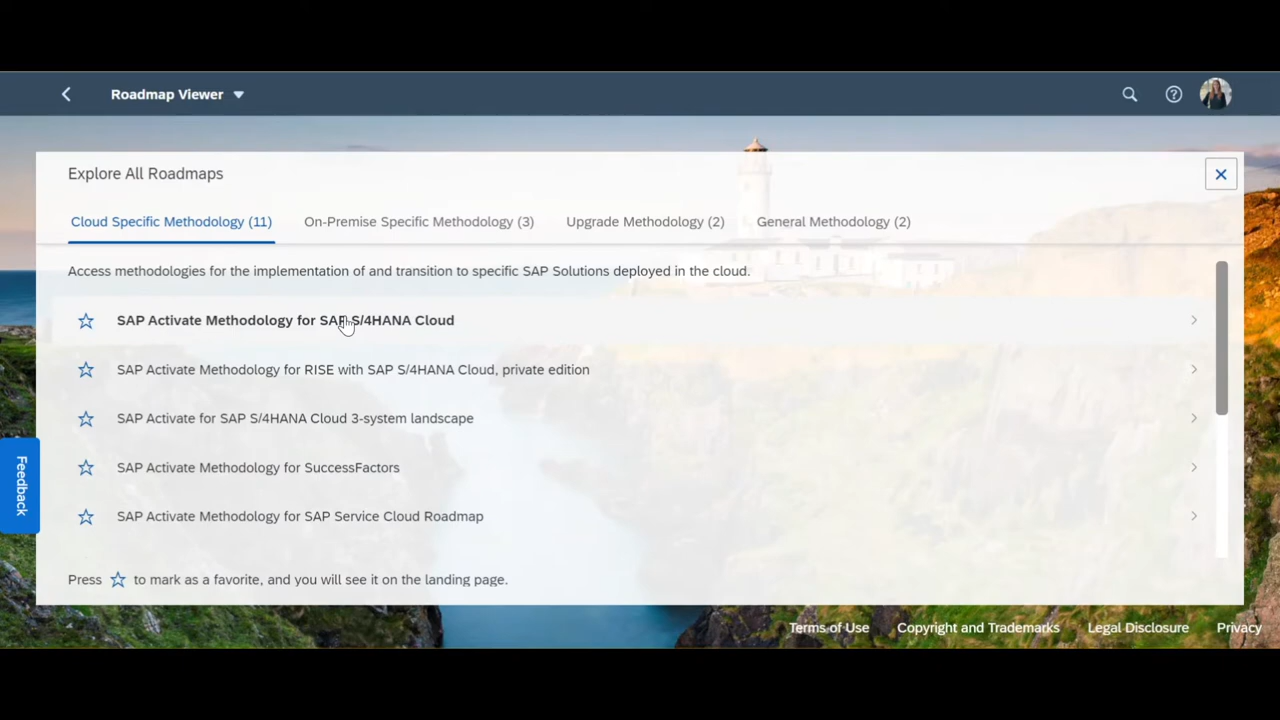 Roadmap Viewer
Explore All Roadmaps
Cloud Specific Methodology (11) On-Premise Specific Methodology (3) Upgrade Methodology (2) General Methodology (2)
Access methodologies for the implementation of and transition to specific SAP Solutions deployed in the cloud.
SAP Activate Methodology for SAP S/4HANA Cloud
SAP Activate Methodology for RISE with SAP S/4HANA Cloud, private edition
SAP Activate for SAP S/4HANA Cloud 3-system landscape
SAP Activate Methodology for SuccessFactors
SAP Activate Methodology for SAP Service Cloud Roadmap
Feedback
Press to mark as a favorite, and you will see it on the landing page.
Terms of Use Copyright and Trademarks Legal Disclosure Privacy